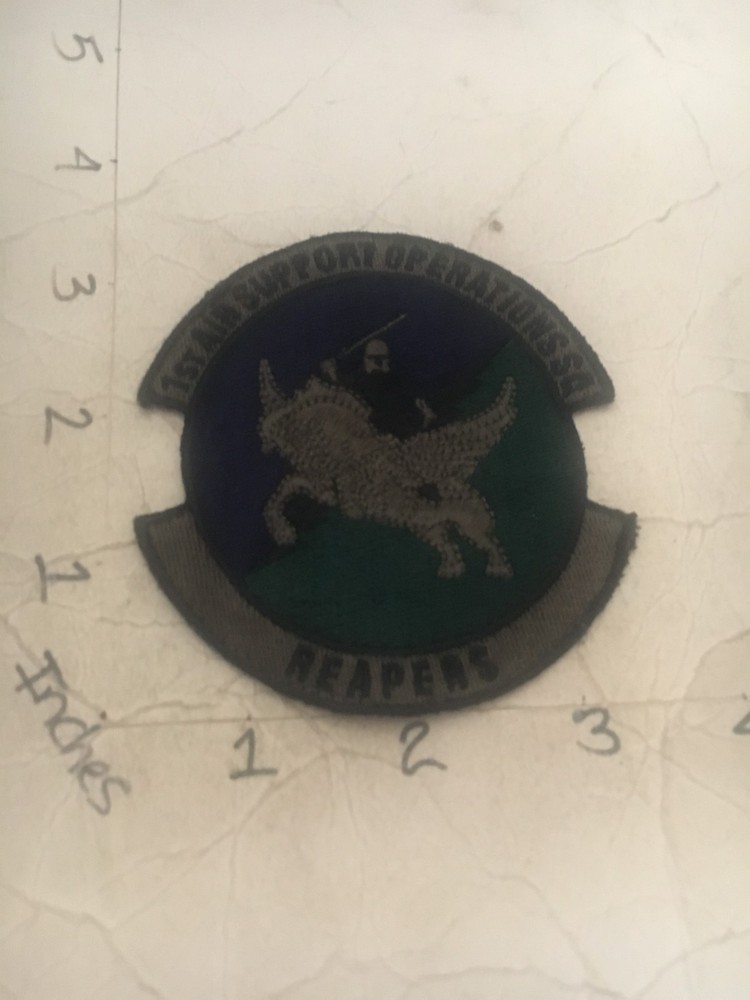 5
4
3
1st AIR SUPPORT OPERATIONS SQ
2
1
REAPERS
Inches
1 2 3